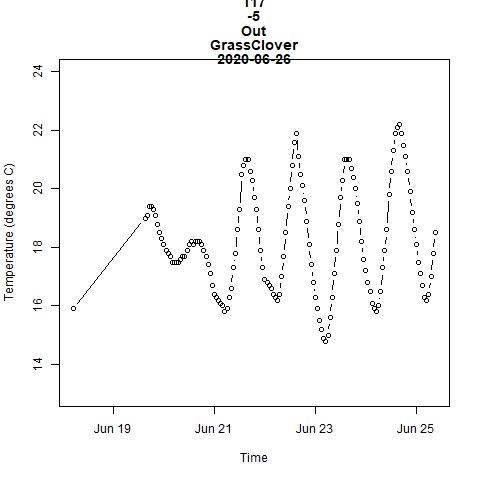 T17
-5
Out
GrassClover
2020-06-26
24
22
20
18
16
14
Temperature (degrees C)
Jun 19 Jun 21 Jun 23 Jun 25
Time